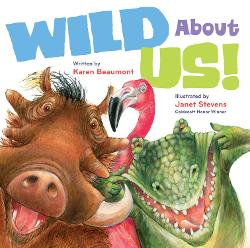 WILD About
US!
Written by
Karen Beaumont
Illustrated by
Janet Stevens
Caldecott Honor Winner